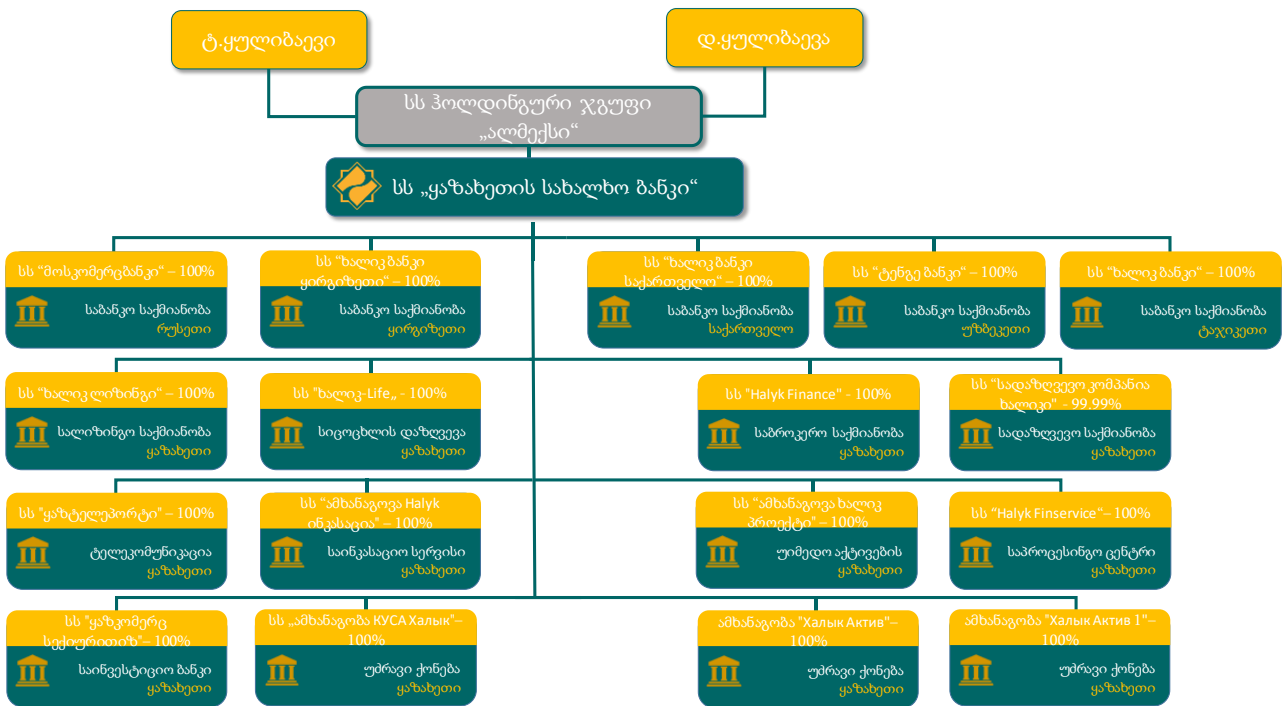 ტ.ყულიბაევი
დ.ყულიბაევა
სს ჰოლდინგური ჯგუფი
„ალმექსი“
სს „ყაზახეთის სახალხო ბანკი“
სს “მოსკომერცბანკი“ – 100%
საბანკო საქმიანობა
რუსეთი
სს “ხალიკ ბანკი
ყირგიზეთი“ – 100%
საბანკო საქმიანობა
ყირგიზეთი
სს “ხალიკ ბანკი
საქართველო“ – 100%
საბანკო საქმიანობა
საქართველო
სს “ტენგე ბანკი“ – 100%
საბანკო საქმიანობა
უზბეკეთი
სს “ხალიკ ბანკი“ – 100%
საბანკო საქმიანობა
ტაჯიკეთი
სს “ხალიკ ლიზინგი“ – 100%
სალიზინგო საქმიანობა
ყაზახეთი
სს "ხალიკ-Life„ - 100%
სიცოცხლის დაზღვევა
ყაზახეთი
სს "Halyk Finance" - 100%
საბროკერო საქმიანობა
ყაზახეთი
სს “სადაზღვევო კომპანია
ხალიკი" - 99.99%
სადაზღვევო საქმიანობა
ყაზახეთი
სს "ყაზტელეპორტი“ – 100%
ტელეკომუნიკაცია
ყაზახეთი
სს “ამხანაგოვა Halyk
ინკასაცია" – 100%
საინკასაციო სერვისი
ყაზახეთი
სს “ამხანაგოვა ხალიკ
პროექტი" – 100%
უიმედო აქტივების
ყაზახეთი
სს “Halyk Finservice“– 100%
საპროცესინგო ცენტრი
ყაზახეთი
სს "ყაზკომერც
სექიურითიზ"– 100%
საინვესტიციო ბანკი
ყაზახეთი
სს „ამხანაგობა КУСА Халык"–
100%
უძრავი ქონება
ყაზახეთი
ამხანაგობა "Халык Актив"–
100%
უძრავი ქონება
ყაზახეთი
ამხანაგობა "Халык Актив 1"–
100%
უძრავი ქონება
ყაზახეთი